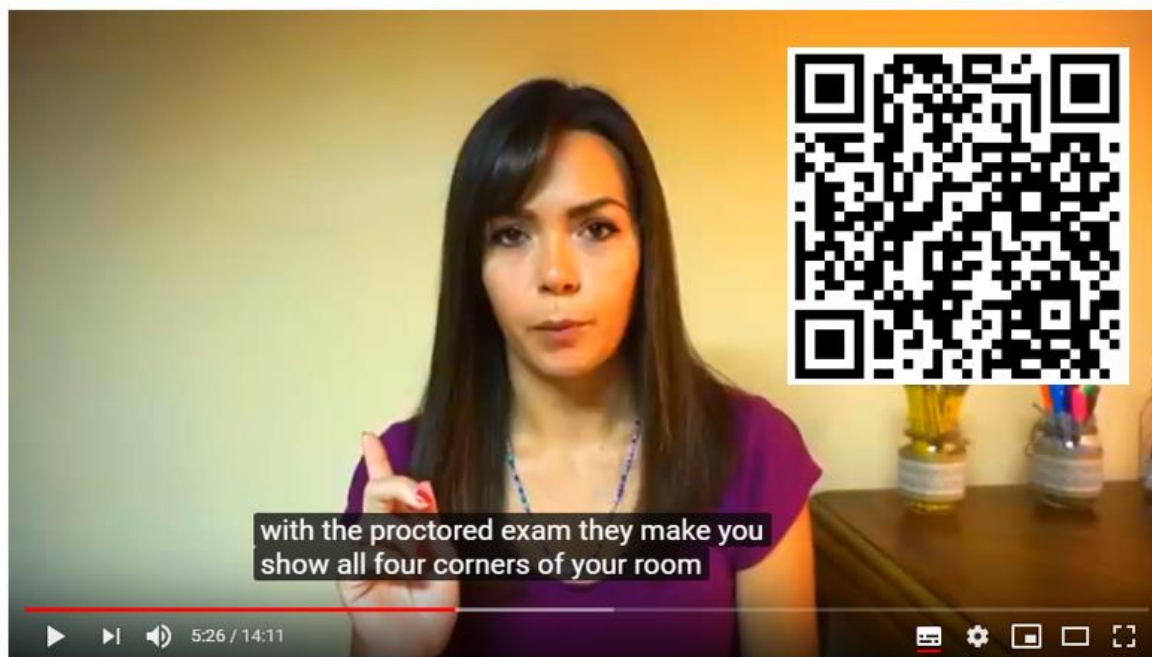 with the proctored exam they make you
show all four corners of your room
5:26 / 14:11